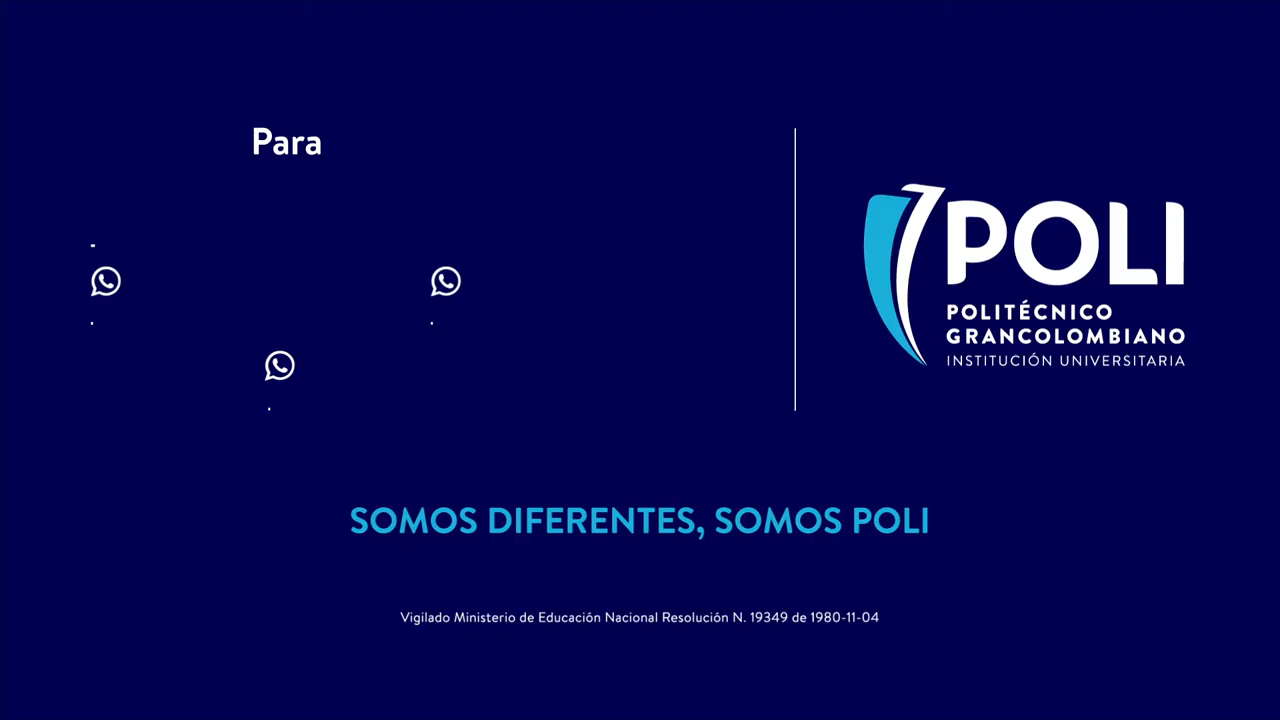 Para
POLI
POLITÉCNICO
GRANCOLOMBIANO
INSTITUCIÓN UNIVERSITARIA
SOMOS DIFERENTES, SOMOS POLI
Vigilado Ministerio de Educación Nacional Resolución N. 19349 de 1980-11-04